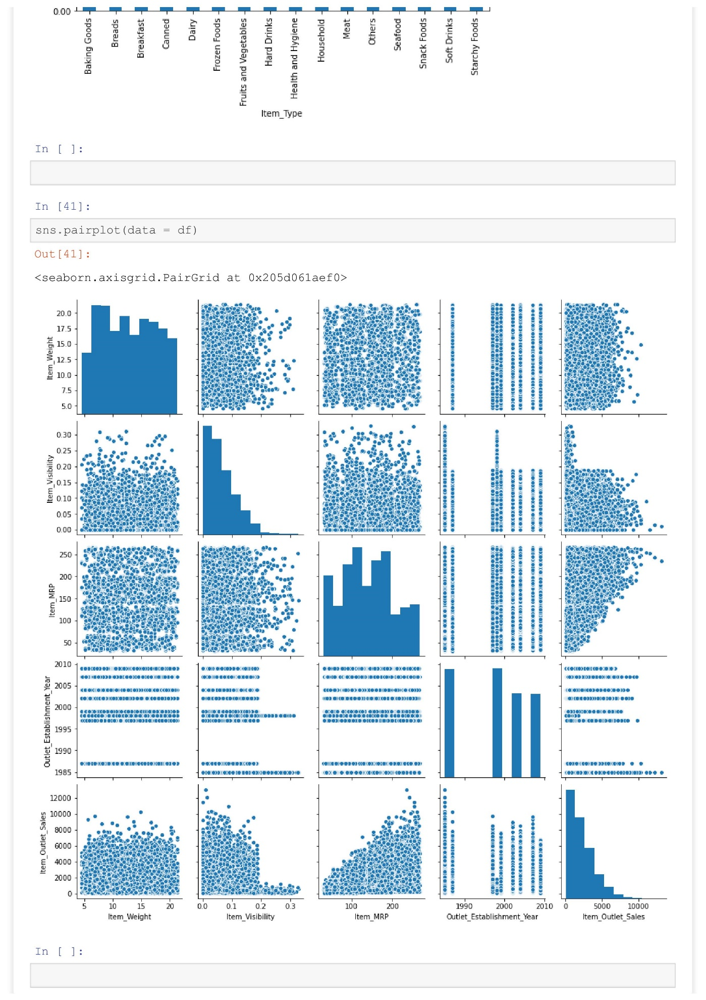 0.00
Baking Goods
Breads
Breakfast
Canned
Dairy
Frozen Foods
Fruits and Vegetables
Hard Drinks
Health and Hygiene
Household
Meat
Others
Seafood
Snack Foods
Soft Drinks
Starchy Foods
Item_Type
In [ ]:
In [41]:
sns.pairplot(data = df)
Out[41]:
<seaborn.axisgrid.PairGrid at 0x205d061aef0>
Item_Weight
20.0
17.5
15.0
12.5
10.0
7.5
5.0
Item_Visibility
0.30
0.25
0.20
0.15
0.10
0.05
0.00
Item_MRP
250
200
150
100
50
Outlet_Establishment_Year
2010
2005
2000
1995
1990
1985
Item_Outlet_Sales
12000
10000
8000
6000
4000
2000
0
5 10 15 20
Item_Weight
0.0 0.1 0.2 0.3
Item_Visibility
100 200
Item_MRP
1990 2000 2010
Outlet_Establishment_Year
0 5000 10000
Item_Outlet_Sales
In [ ]: